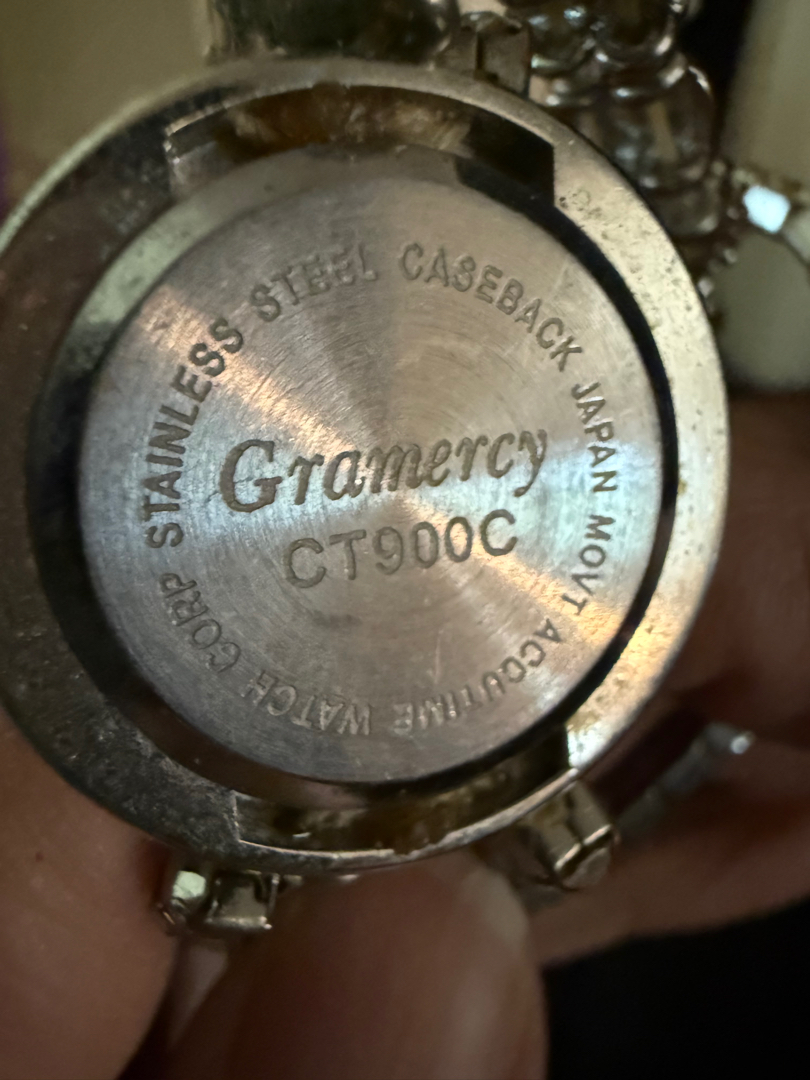 STAINLESS STEEL CASEBACK JAPAN MOVT ACCUTIME WATCH CORP
Gramercy
CT900C